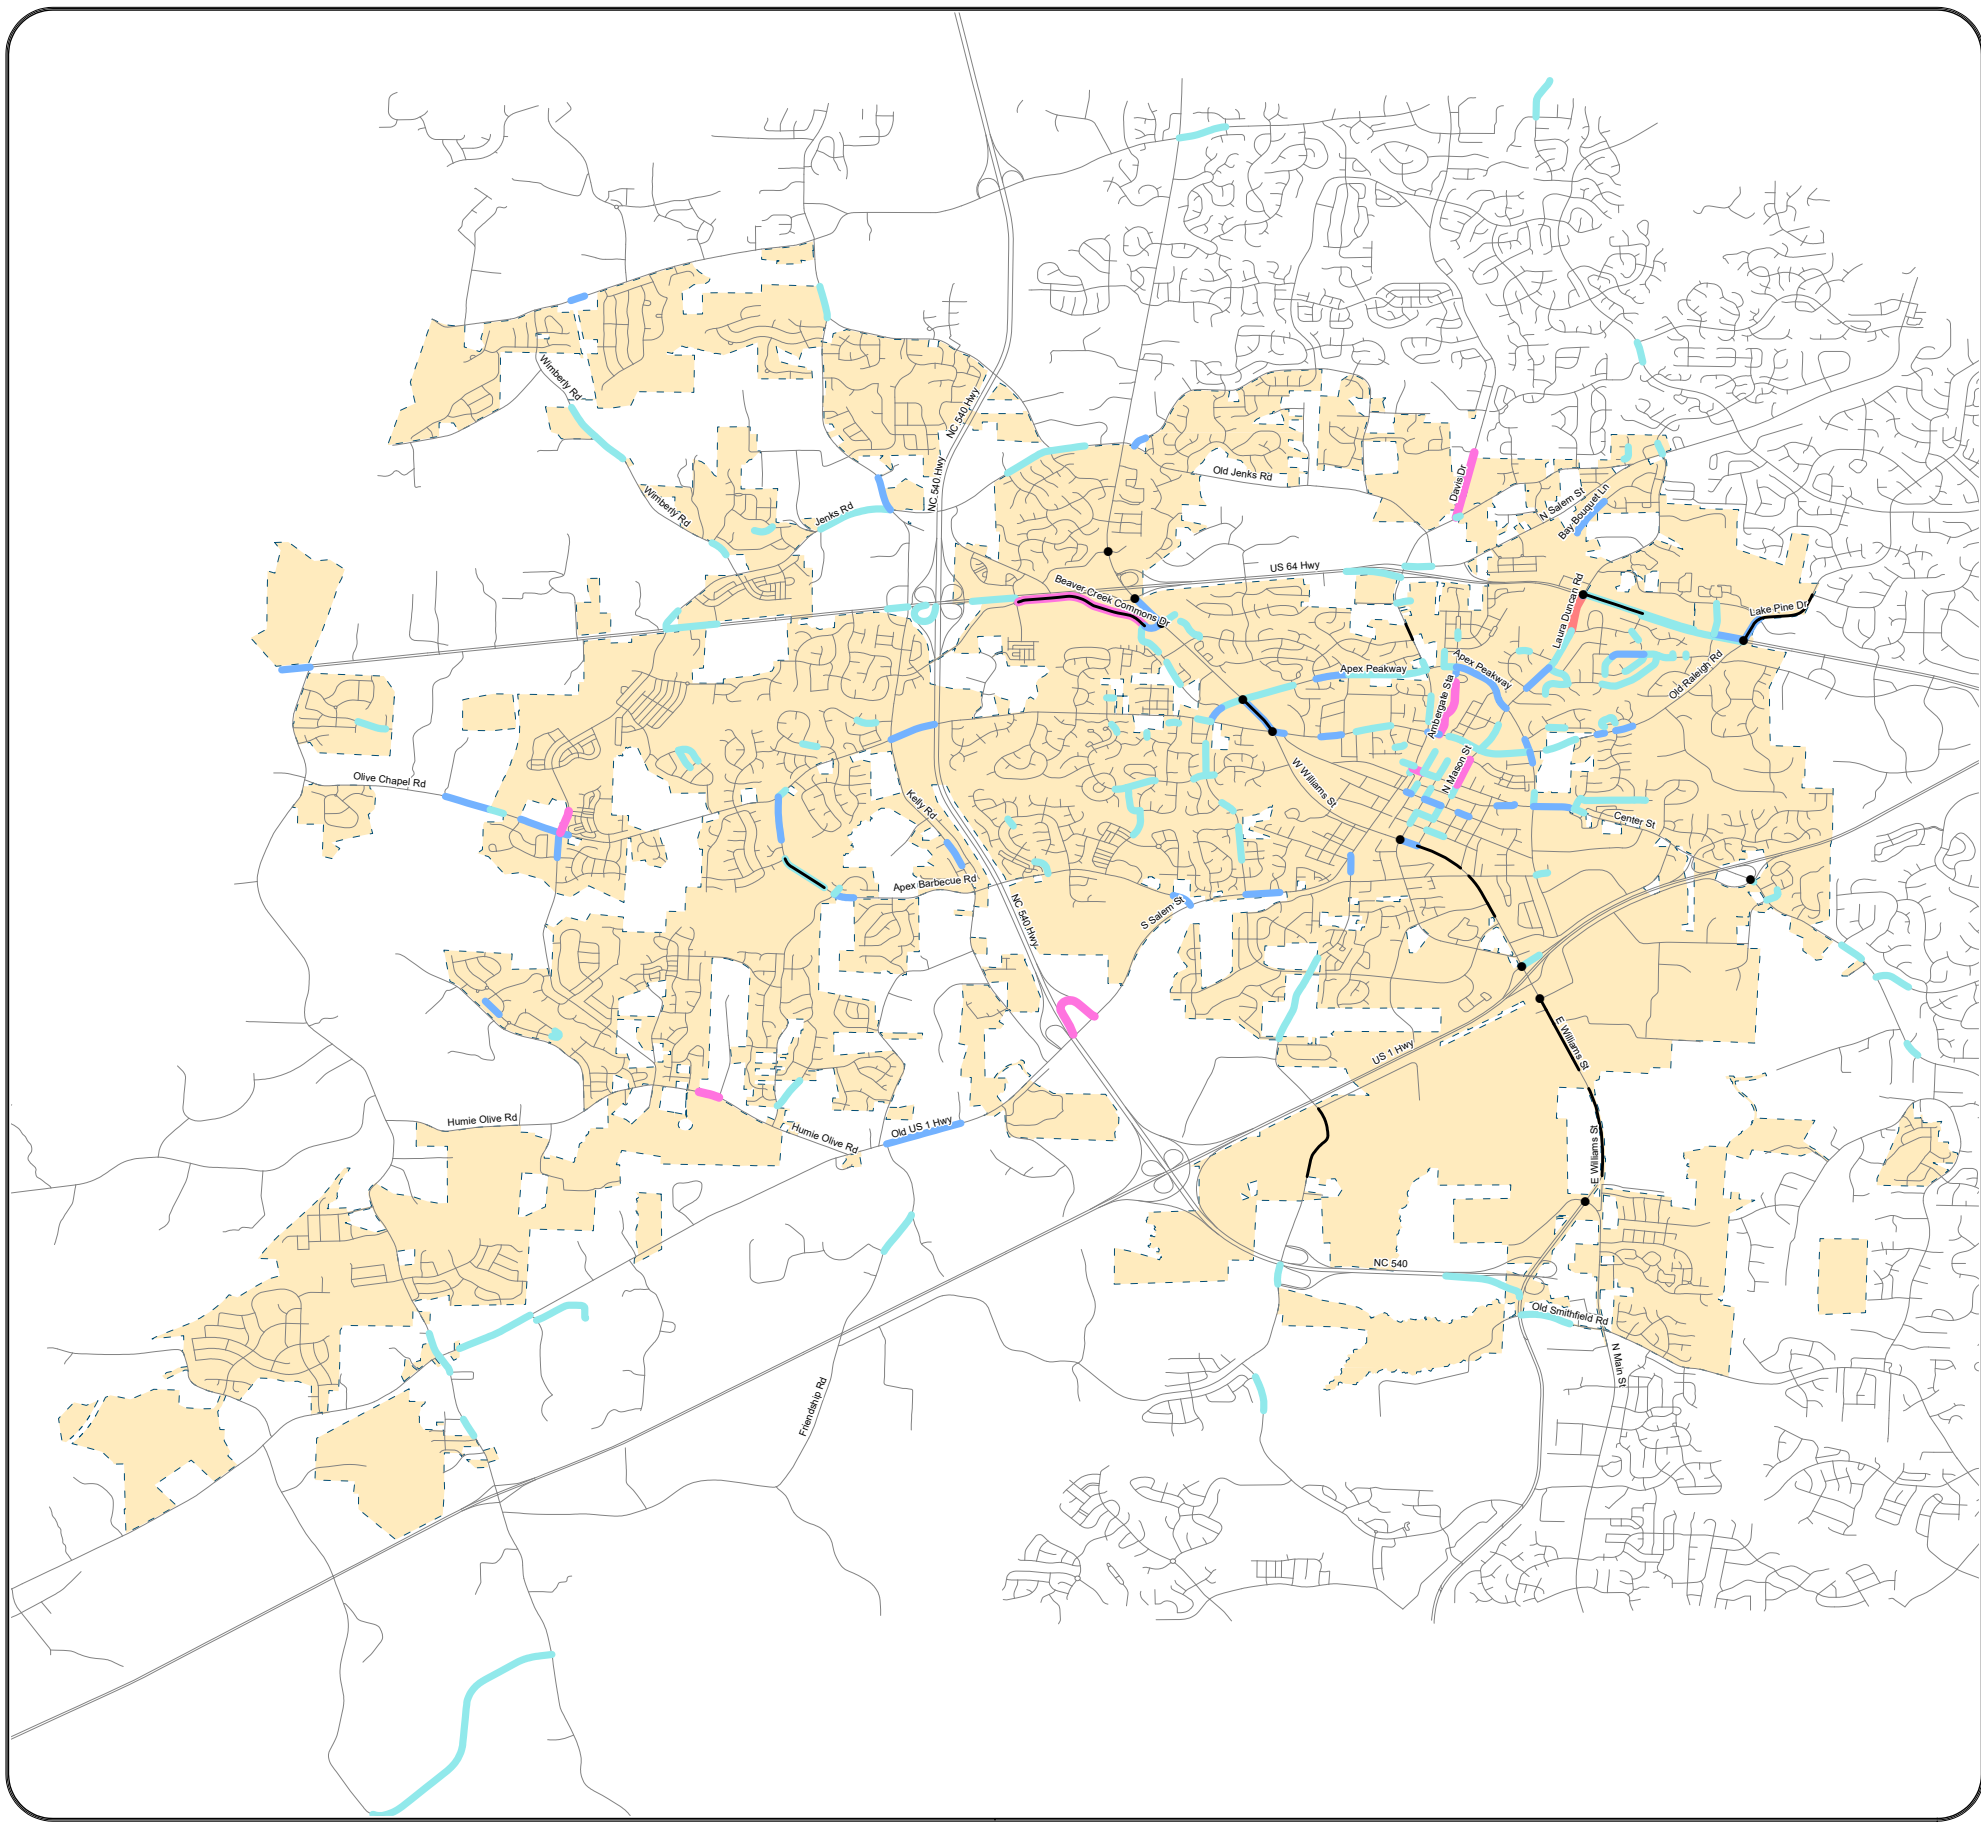 Wimberly Rd
NC 540 Hwy
NC 540 Hwy
Old Jenks Rd
Davis Dr
N Salem St
Bay Bouquet Ln
Wimberly Rd
Jenks Rd
US 64 Hwy
Beaver Creek Commons Dr
Laura Duncan Rd
Lake Pine Dr
Apex Peakway
Apex Peakway
Old Raleigh Rd
Ambergate Sta
Olive Chapel Rd
Kelly Rd
W Williams St
N Mason St
Center St
Apex Barbecue Rd
S Salem St
NC 540 Hwy
US 1 Hwy
E Williams St
Humie Olive Rd
Humie Olive Rd
Old US 1 Hwy
E Williams St
NC 540
Old Smithfield Rd
N Main St
Friendship Rd